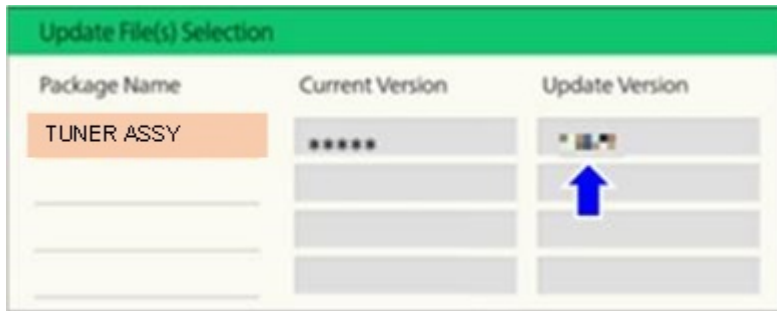 Update File(s) Selection
Package Name Current Version Update Version
TUNER ASSY *****